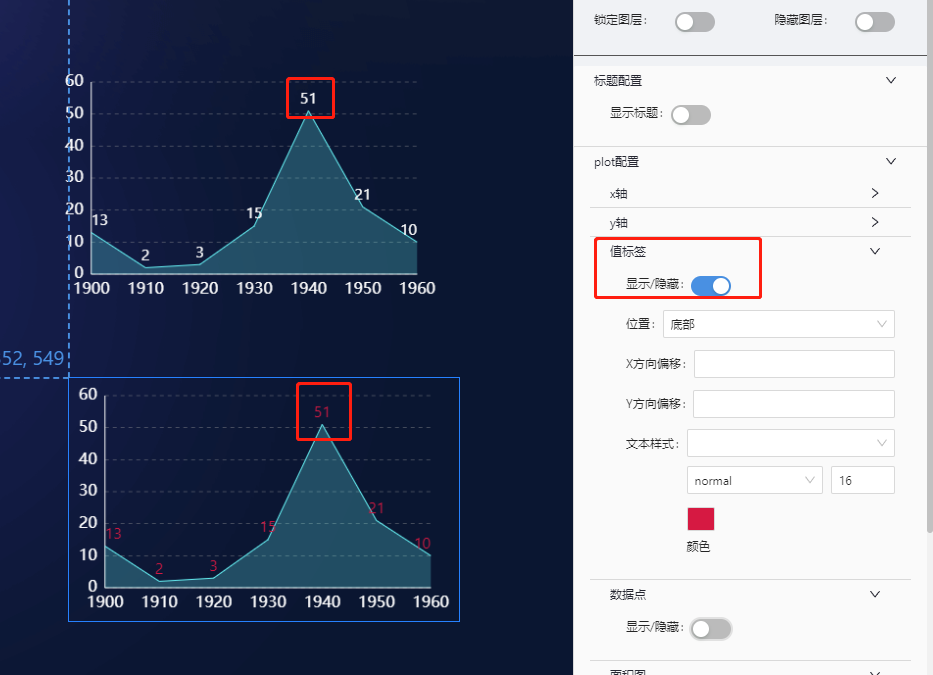 锁定图层： 隐藏图层：
标题配置
显示标题：
plot配置
x轴
y轴
值标签
显示/隐藏：
位置： 底部
X方向偏移：
Y方向偏移：
文本样式：
normal 16
颜色
数据点
显示/隐藏：
面积图
60
51
50
40
30
21
20
15
13
10
10
3
2
0
1900 1910 1920 1930 1940 1950 1960
52, 549
60
51
50
40
30
20
21
15
13
10
10
3
2
0
1900 1910 1920 1930 1940 1950 1960